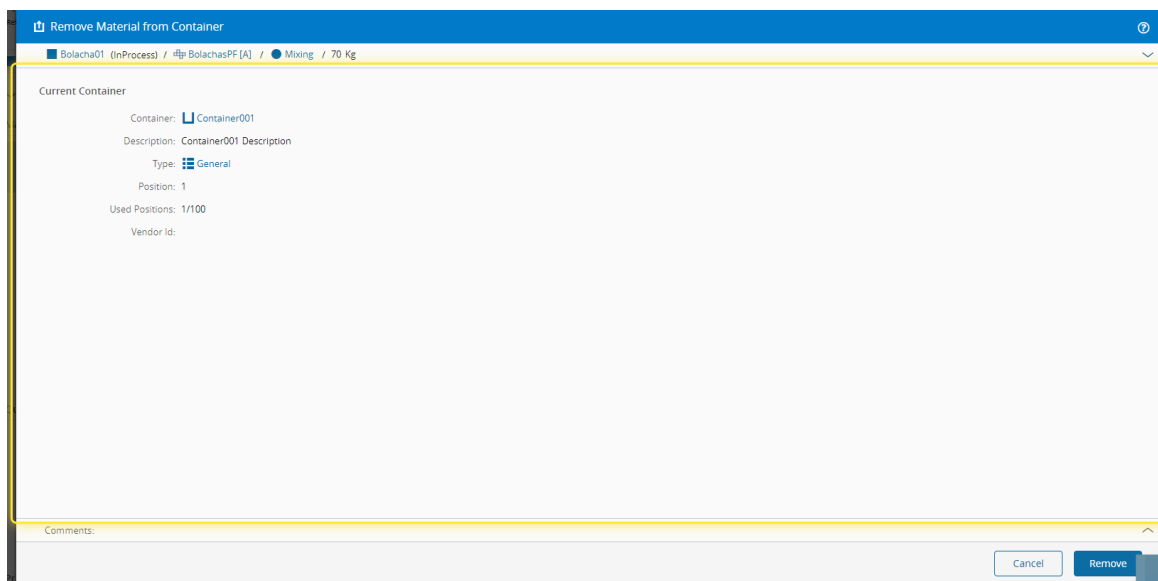 Remove Material from Container
Bolacha01 (InProcess) / BolachasPF [A] / Mixing / 70 Kg
Current Container
Container: Container001
Description: Container001 Description
Type: General
Position: 1
Used Positions: 1/100
Vendor Id:
Comments:
Cancel Remove